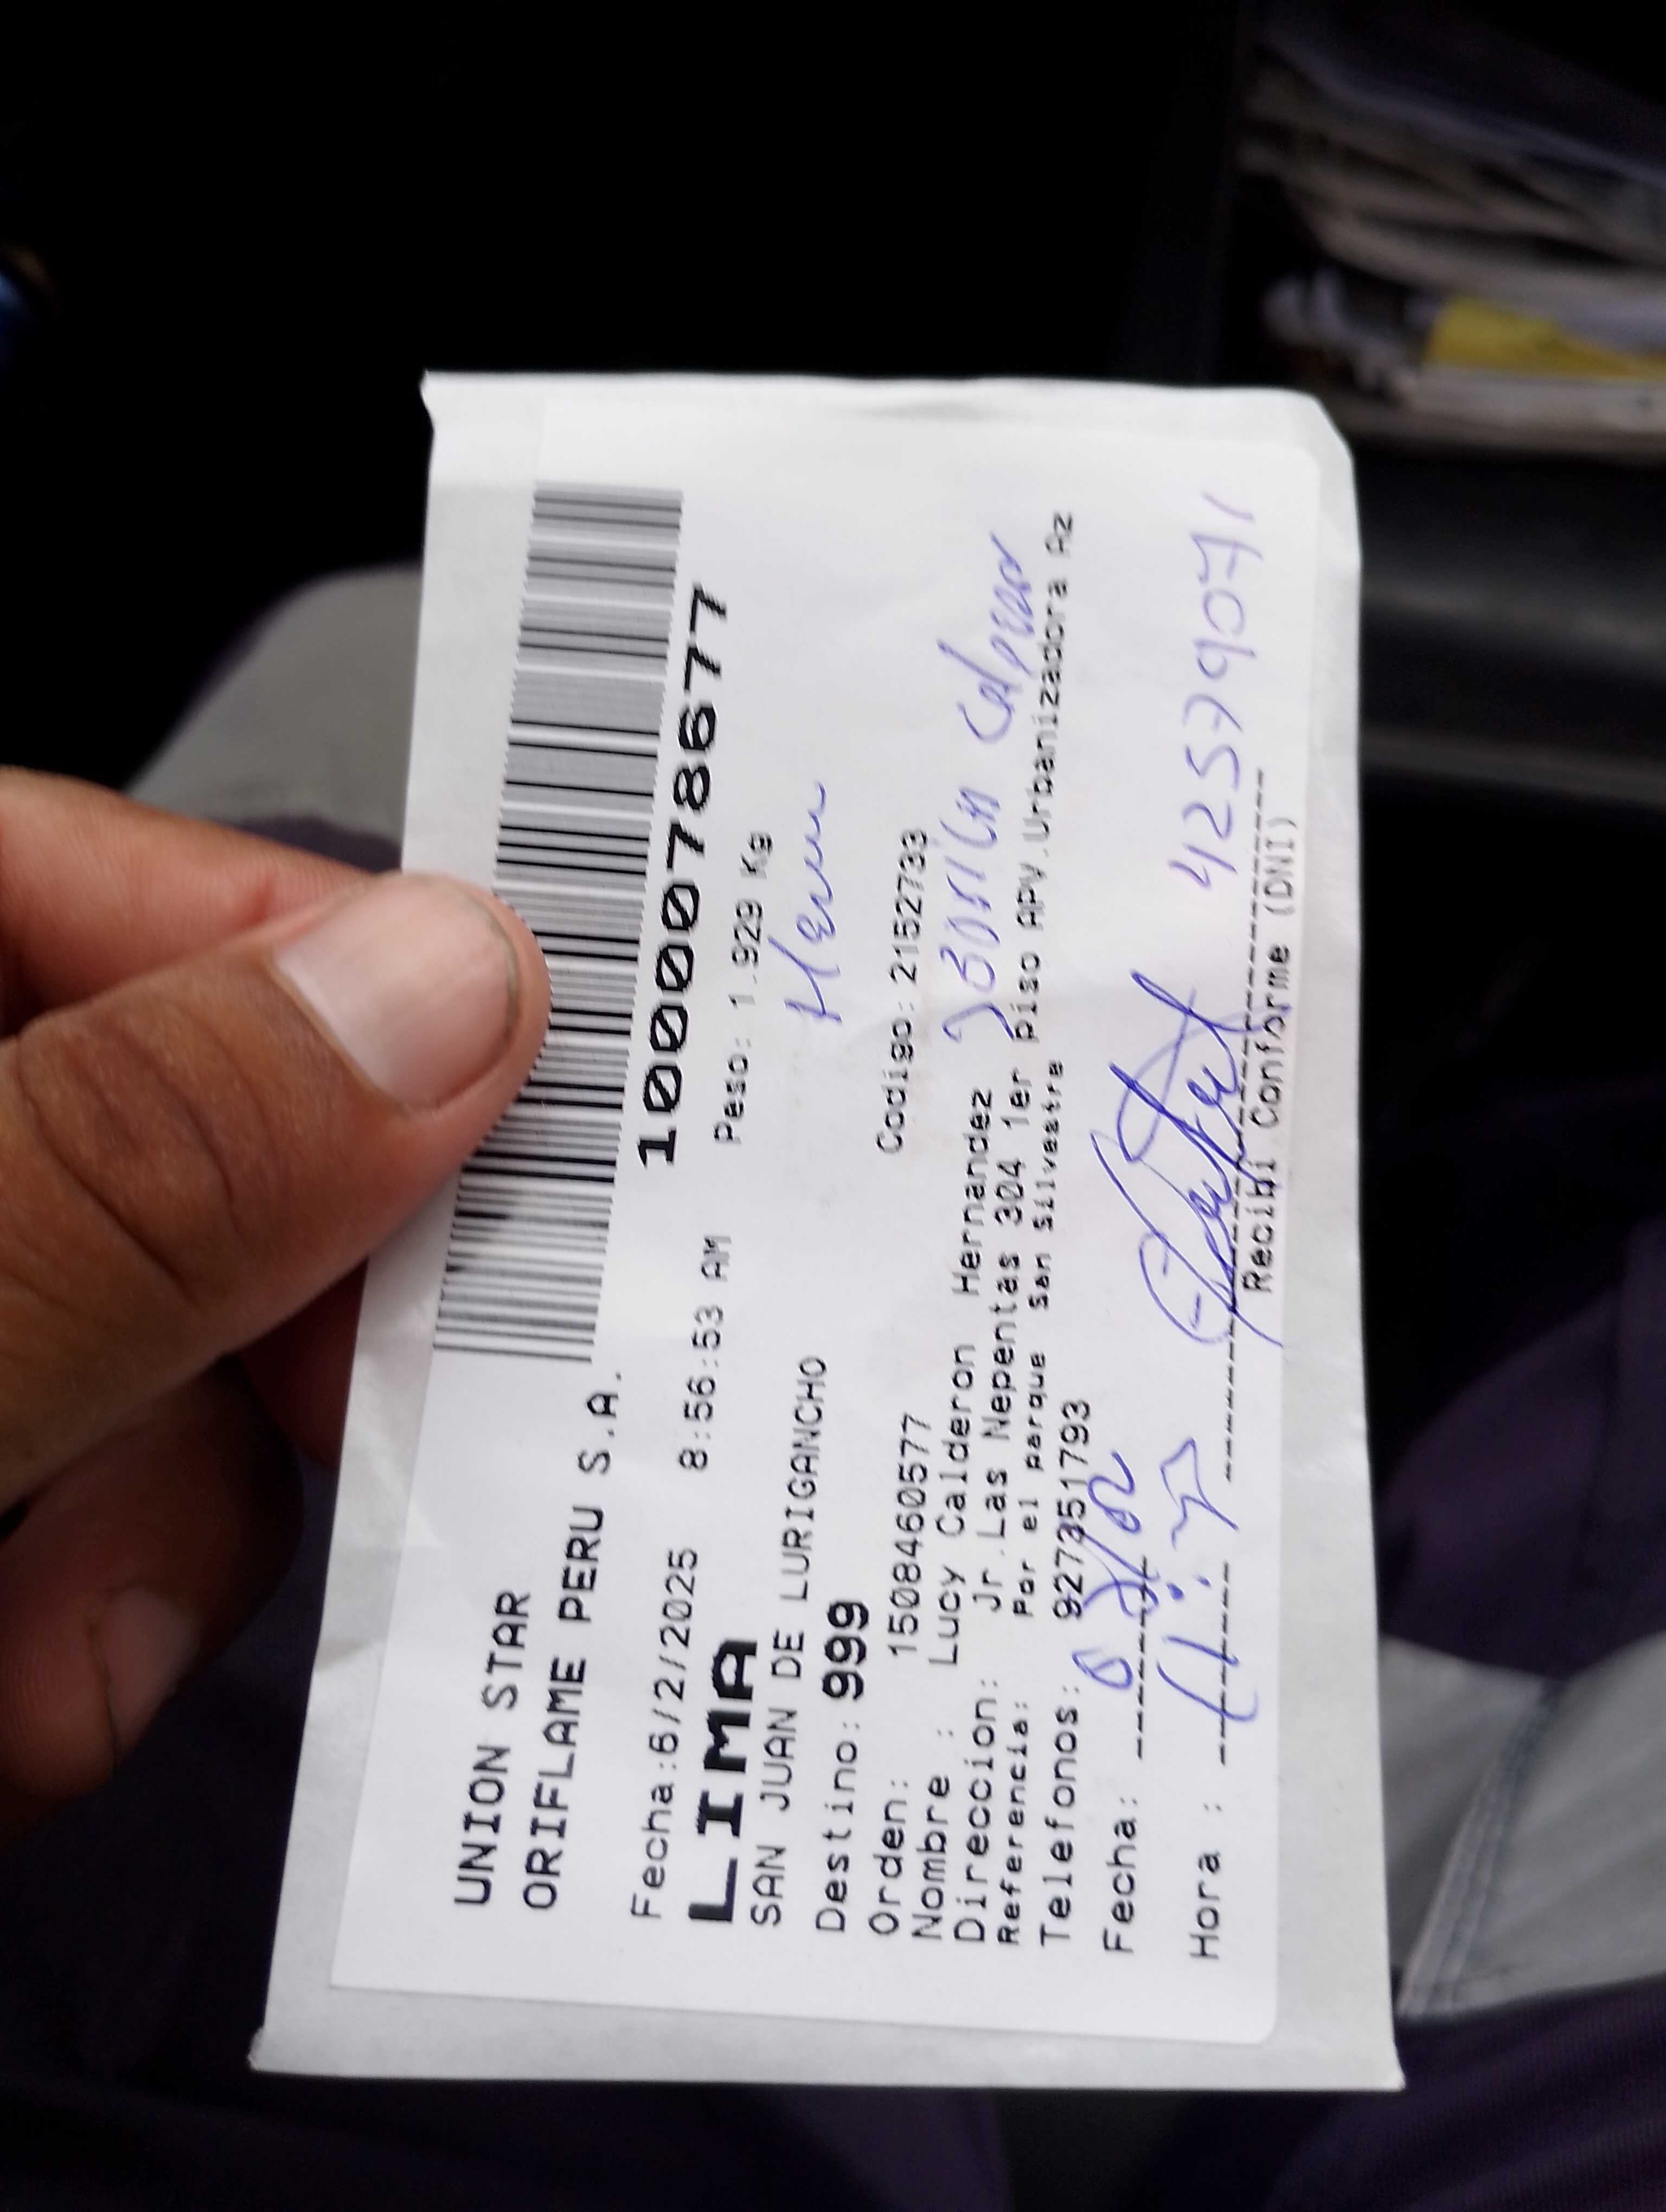 UNION STAR
ORIFLAME PERU S.A.
10000078677
Fecha:6/2/2025 8:56:53 AM Peso: 1.929 Kg
LIMA
SAN JUAN DE LURIGANCHO
Destino: 999
Orden: 1508460577 Codigo: 2152733
Nombre : Lucy Calderon Hernandez
Direccion: Jr.Las Nepentas 304 1er piso APV.Urbanizadora Az
Referencia: Por el parque San Silvestre
Telefonos: 927351793
Fecha:
Hora : 42579071
Recibi Conforme (DNI)